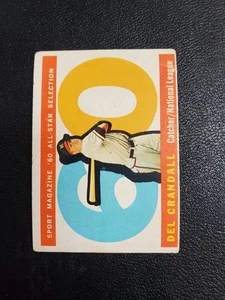 SPORT MAGAZINE '60 ALL-STAR SELECTION
60
DEL CRANDALL
Catcher/National League